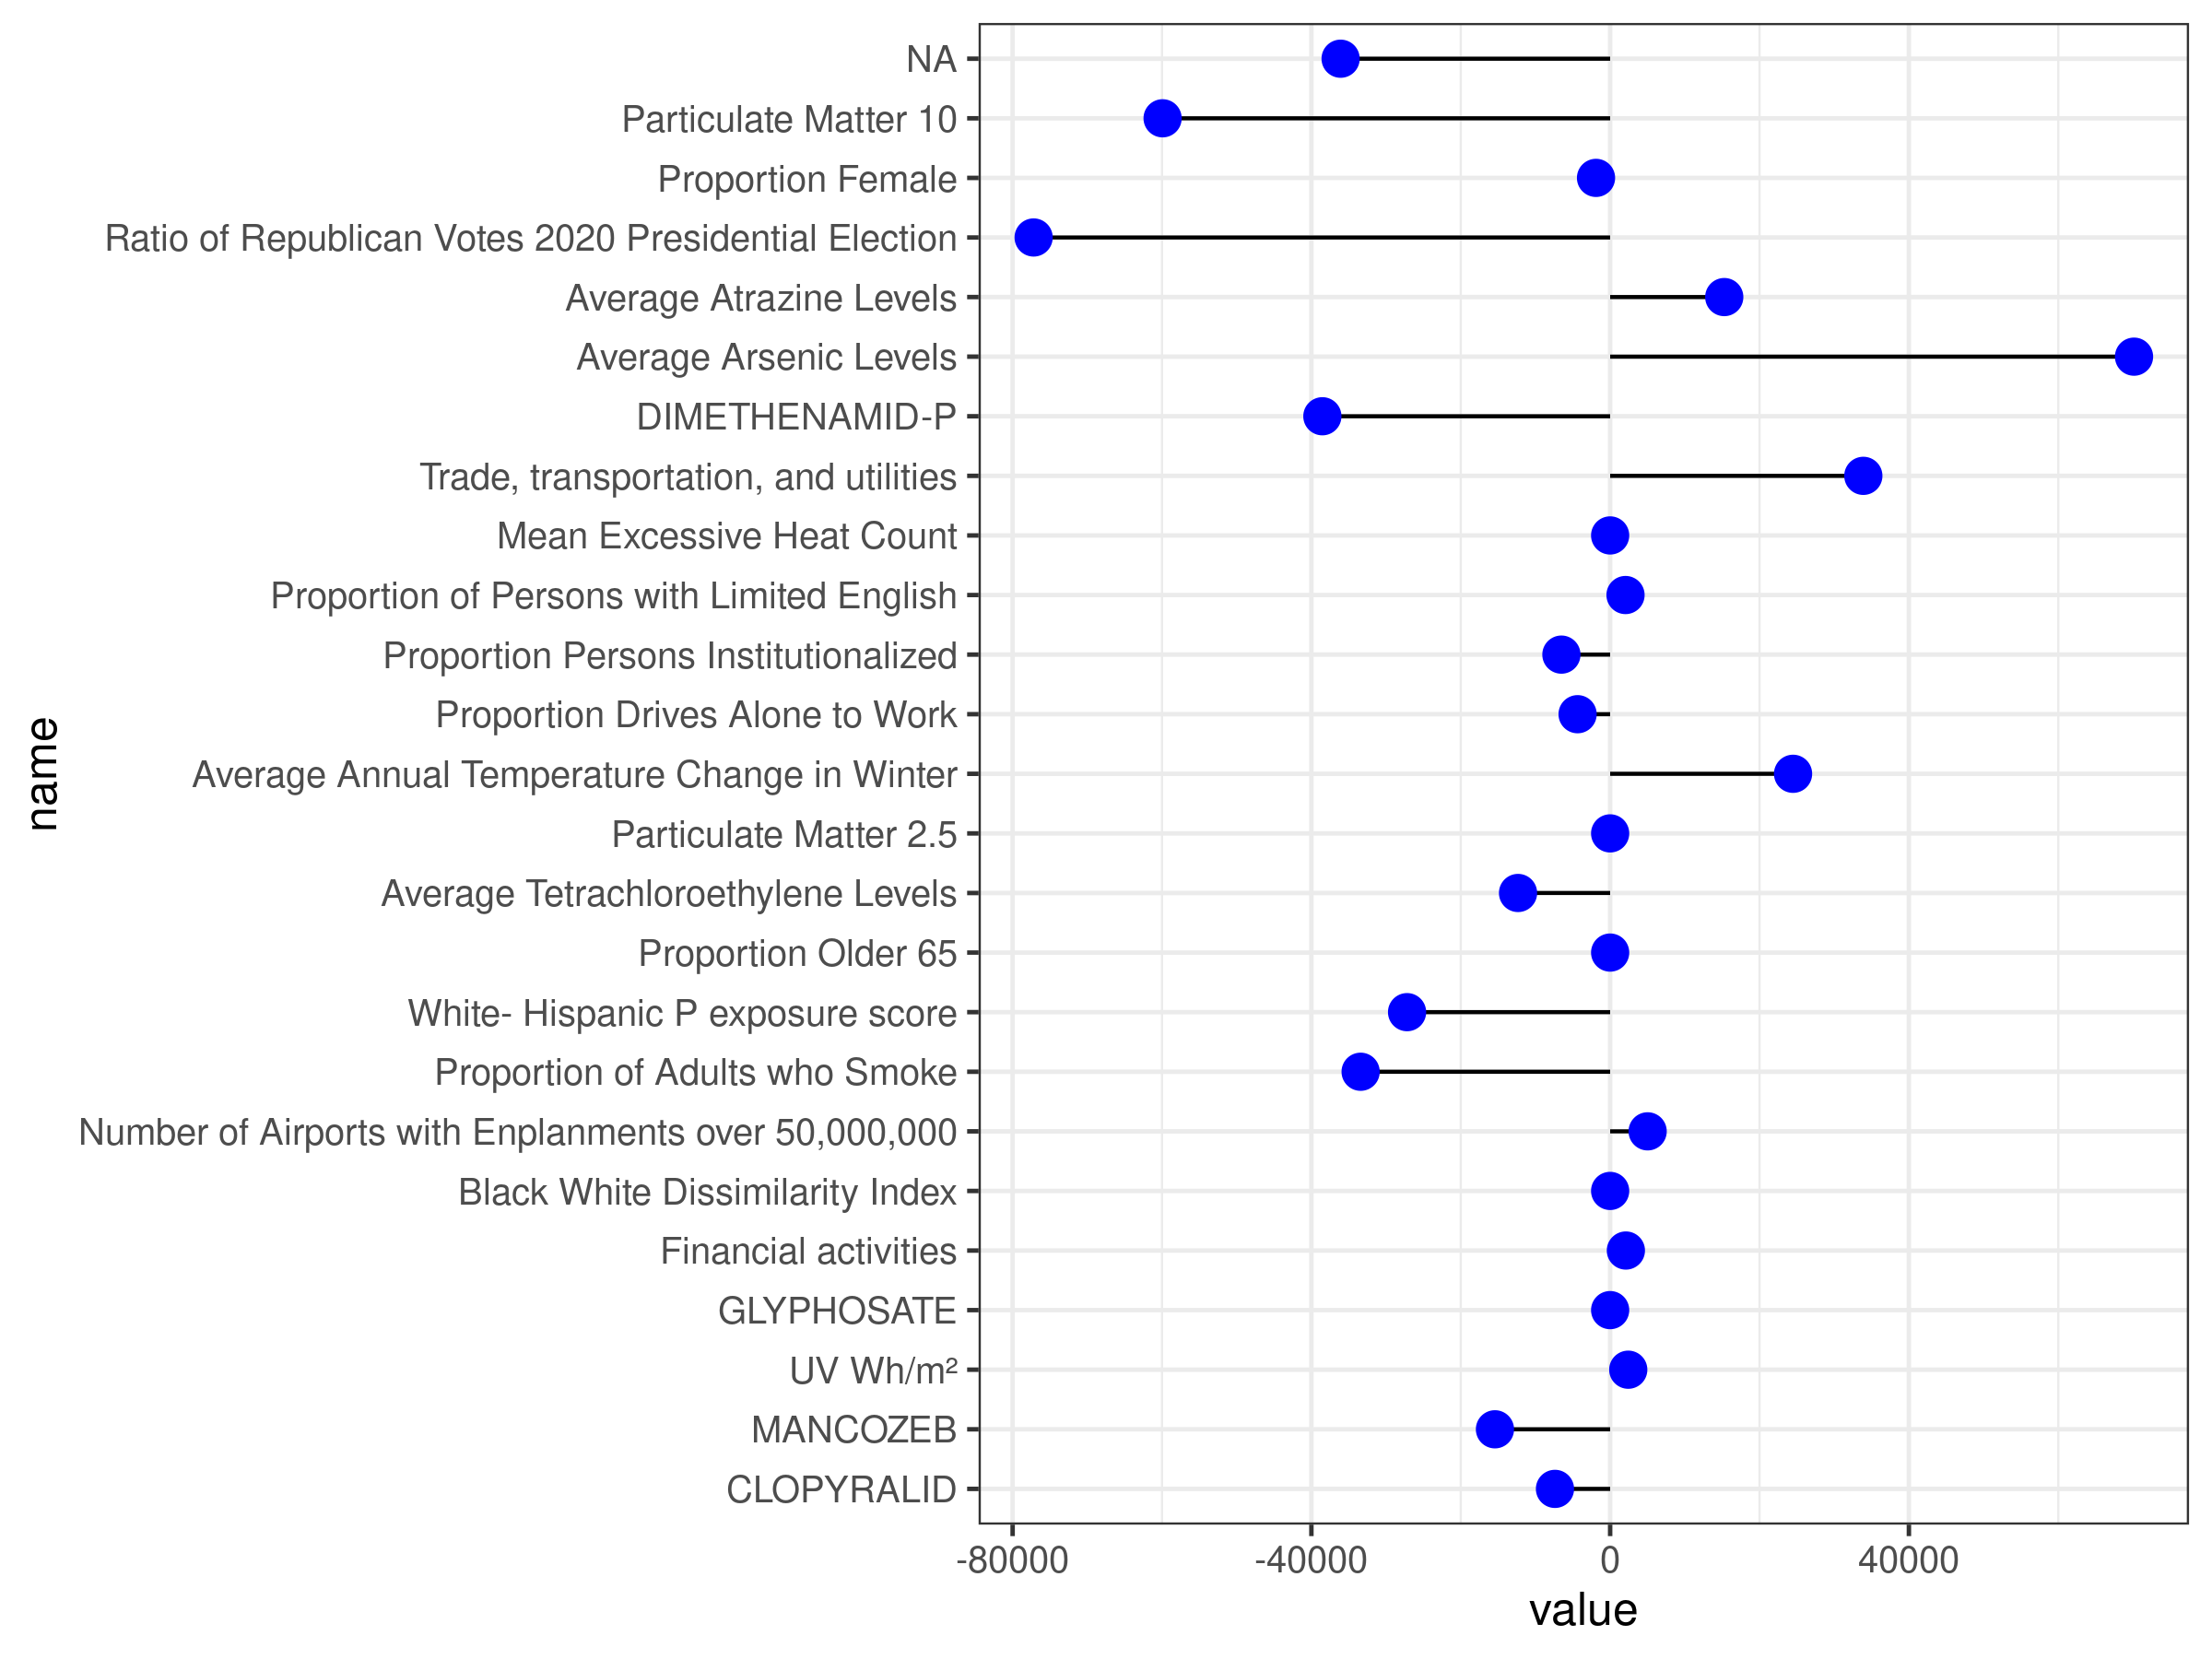 NA
Particulate Matter 10
Proportion Female
Ratio of Republican Votes 2020 Presidential Election
Average Atrazine Levels
Average Arsenic Levels
DIMETHENAMID-P
Trade, transportation, and utilities
Mean Excessive Heat Count
Proportion of Persons with Limited English
Proportion Persons Institutionalized
Proportion Drives Alone to Work
Average Annual Temperature Change in Winter
Particulate Matter 2.5
Average Tetrachloroethylene Levels
Proportion Older 65
White- Hispanic P exposure score
Proportion of Adults who Smoke
Number of Airports with Enplanments over 50,000,000
Black White Dissimilarity Index
Financial activities
GLYPHOSATE
UV Wh/m²
MANCOZEB
CLOPYRALID
name
-80000 -40000 0 40000
value